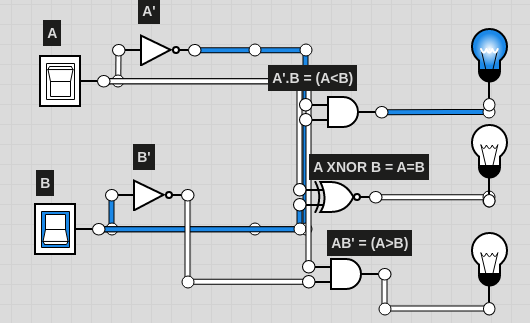 A'
A
A'.B = (A<B)
B'
A XNOR B = A=B
B
AB' = (A>B)